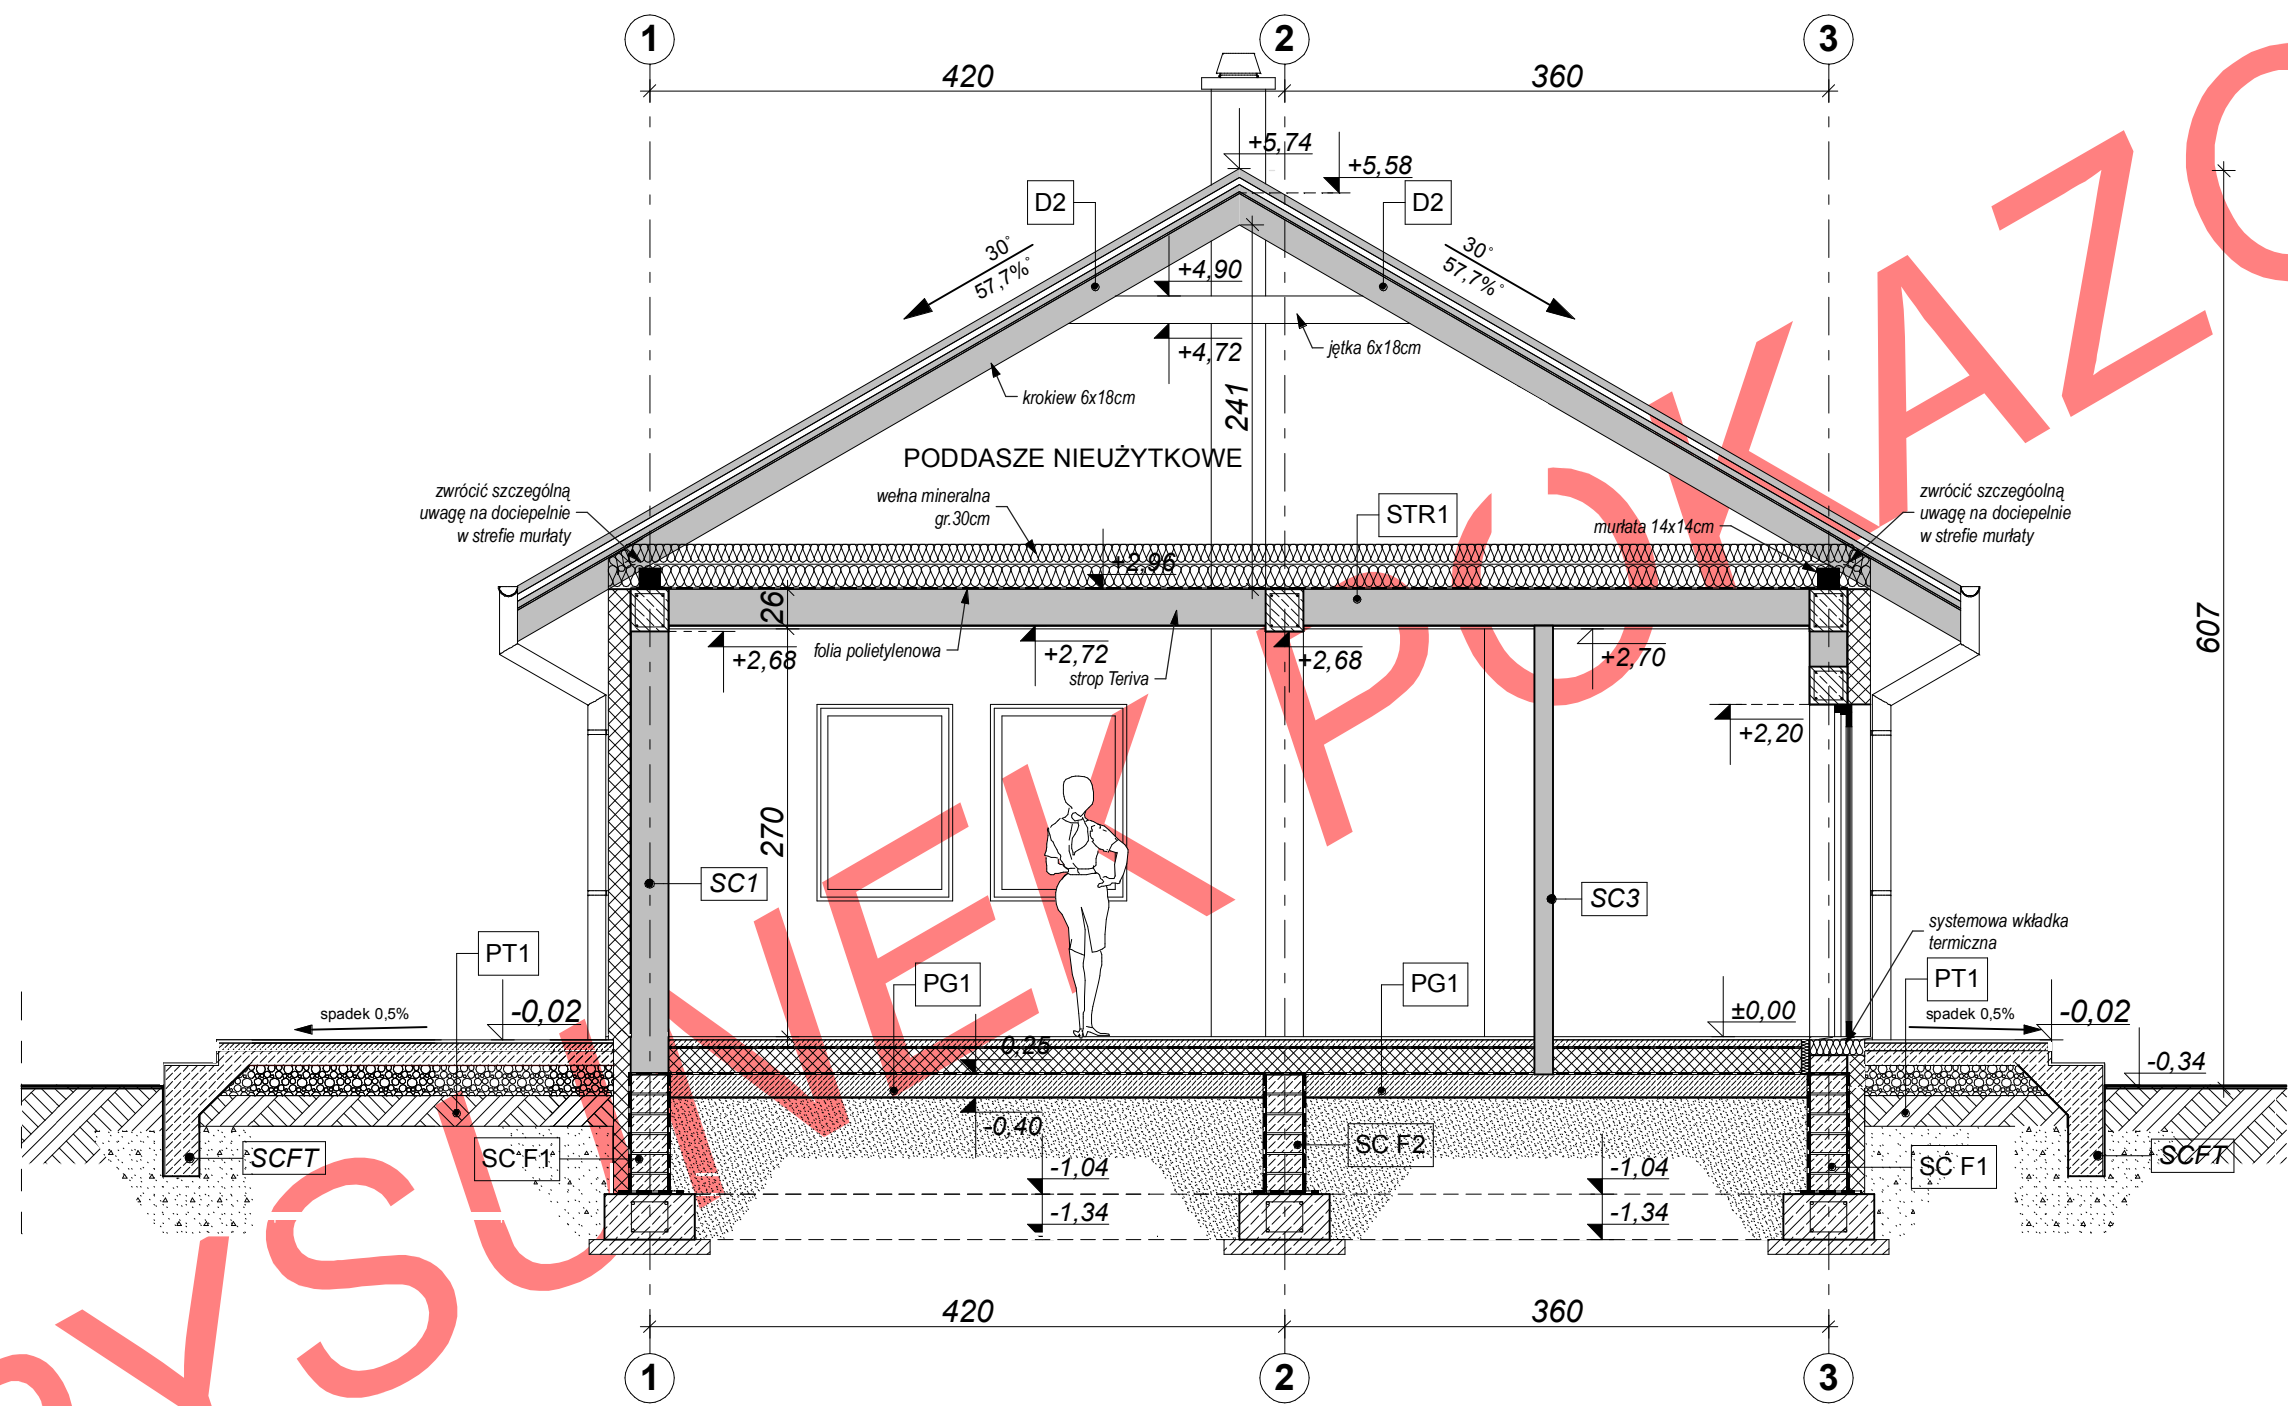 1
2
3
420
360
+5,74
+5,58
D2
D2
30°
57,7%°
30°
57,7%°
+4,90
+4,72
jętka 6x18cm
krokiew 6x18cm
241
PODDASZE NIEUŻYTKOWE
zwrócić szczególną
uwagę na dociepelnie
w strefie murłaty
wełna mineralna
gr.30cm
STR1
murłata 14x14cm
zwrócić szczegóolną
uwagę na dociepelnie
w strefie murłaty
+2,96
26
folia polietylenowa
+2,68
+2,72
strop Teriva
+2,68
+2,70
607
+2,20
270
SC1
SC3
systemowa wkładka
termiczna
PT1
PG1
PG1
PT1
spadek 0,5%
-0,02
±0,00
spadek 0,5%
-0,02
-0,25
-0,34
-0,40
SCFT
SC F1
SC F2
SC F1
SCFT
-1,04
-1,34
-1,04
-1,34
420
360
1
2
3
RYSUNEK POKAZO